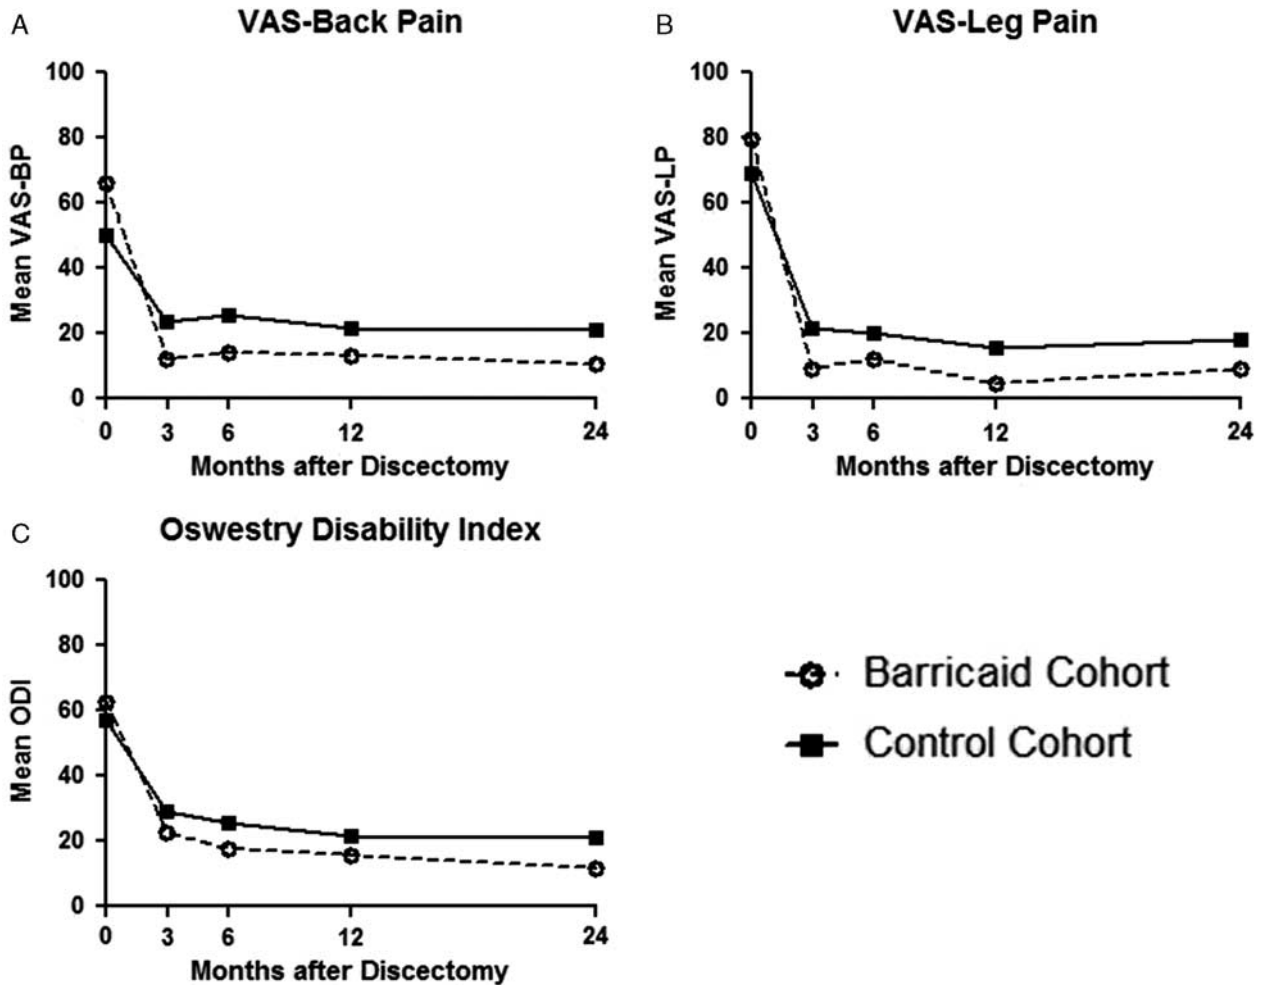 A
VAS-Back Pain
100
80
60
40
20
0
Mean VAS-BP
0 3 6 12 24
Months after Discectomy
B
VAS-Leg Pain
100
80
60
40
20
0
Mean VAS-LP
0 3 6 12 24
Months after Discectomy
C
Oswestry Disability Index
100
80
60
40
20
0
Mean ODI
0 3 6 12 24
Months after Discectomy
Barricaid Cohort
Control Cohort